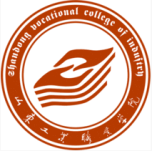 Shandong vocational college of industry
山东工业职业学院